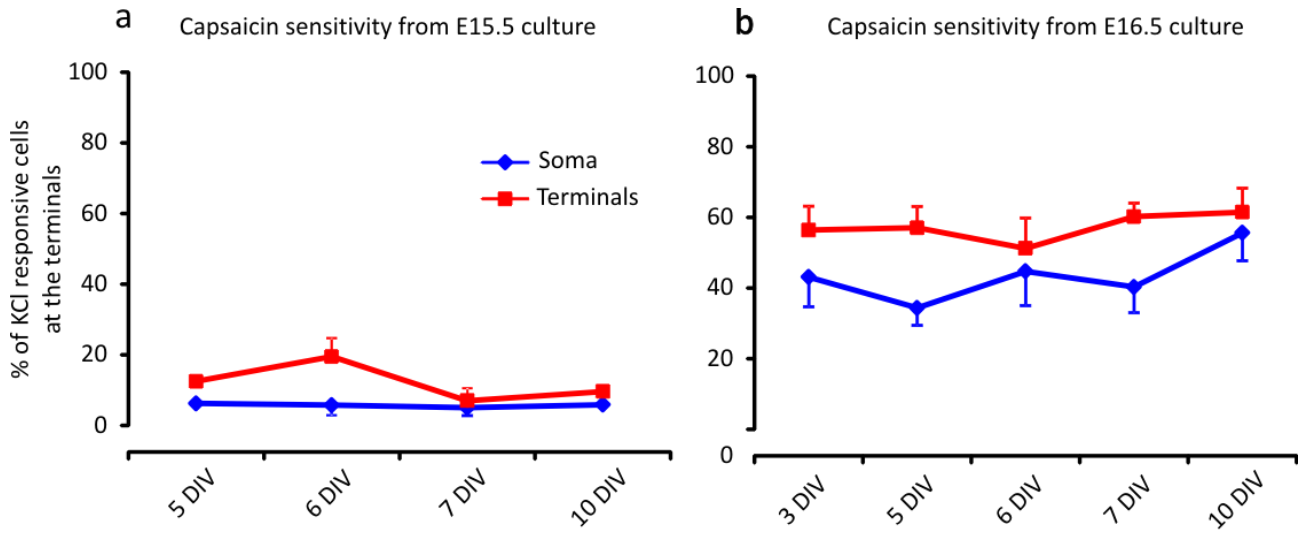 a
Capsaicin sensitivity from E15.5 culture
% of KCl responsive cells
at the terminals
100
80
60
40
20
0
Soma
Terminals
5 DIV
6 DIV
7 DIV
10 DIV
b
Capsaicin sensitivity from E16.5 culture
100
80
60
40
20
0
3 DIV
5 DIV
6 DIV
7 DIV
10 DIV